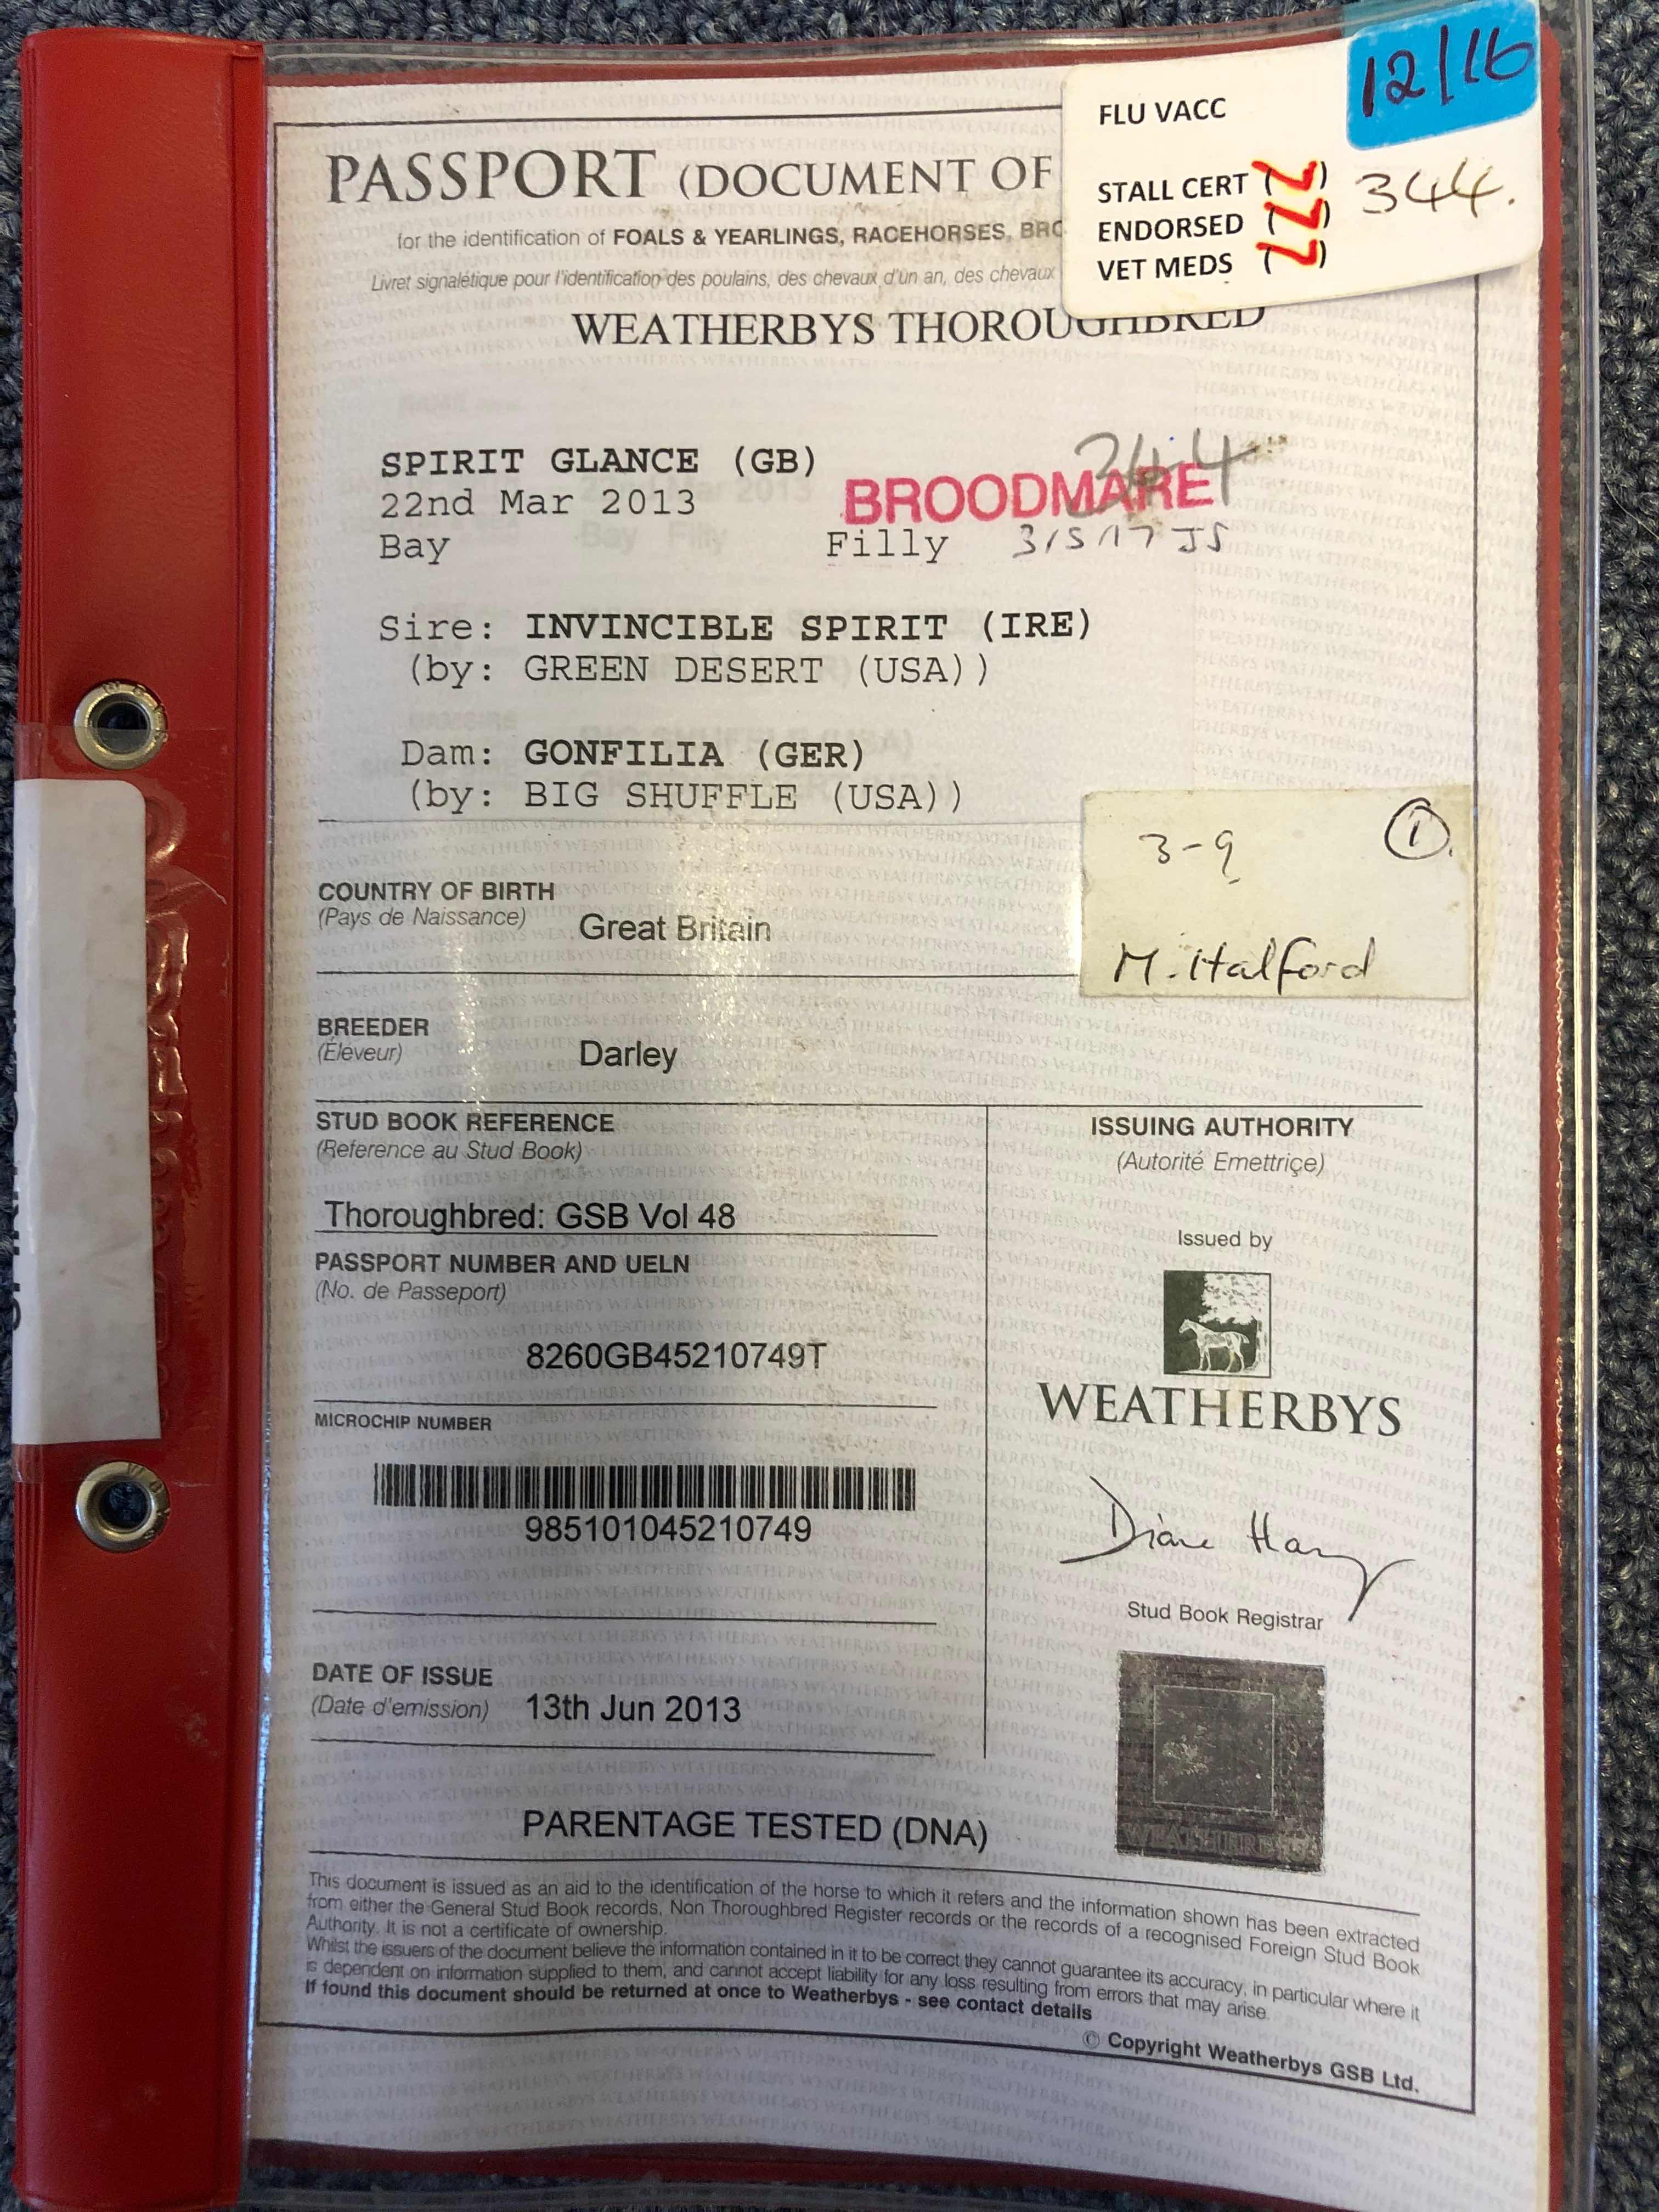 12/16
FLU VACC
STALL CERT ( ) 344.
ENDORSED ( )
VET MEDS ( )
PASSPORT (DOCUMENT OF
for the identification of FOALS & YEARLINGS, RACEHORSES, BRO
Livret signalétique pour l'identification des poulains, des chevaux d'un an, des chevaux
WEATHERBYS THOROUGHBRED
SPIRIT GLANCE (GB)
344
22nd Mar 2013
BROODMARE
Bay Filly 3/5/17 JS
Sire: INVINCIBLE SPIRIT (IRE)
(by: GREEN DESERT (USA))
Dam: GONFILIA (GER)
(by: BIG SHUFFLE (USA))
3-9 1.
M. Halford
COUNTRY OF BIRTH
(Pays de Naissance)
Great Britain
BREEDER
(Éléveur)
Darley
STUD BOOK REFERENCE
(Reference au Stud Book)
Thoroughbred: GSB Vol 48
PASSPORT NUMBER AND UELN
(No. de Passeport)
8260GB45210749T
MICROCHIP NUMBER
985101045210749
DATE OF ISSUE
(Date d'emission) 13th Jun 2013
ISSUING AUTHORITY
(Autorité Emettriçe)
Issued by
WEATHERBYS
Diane Hany
Stud Book Registrar
WEATHERBYS
PARENTAGE TESTED (DNA)
This document is issued as an aid to the identification of the horse to which it refers and the information shown has been extracted
from either the General Stud Book records, Non Thoroughbred Register records or the records of a recognised Foreign Stud Book
Authority. It is not a certificate of ownership.
Whilst the issuers of the document believe the information contained in it to be correct they cannot guarantee its accuracy, in particular where it
is dependent on information supplied to them, and cannot accept liability for any loss resulting from errors that may arise.
If found this document should be returned at once to Weatherbys - see contact details
© Copyright Weatherbys GSB Ltd.